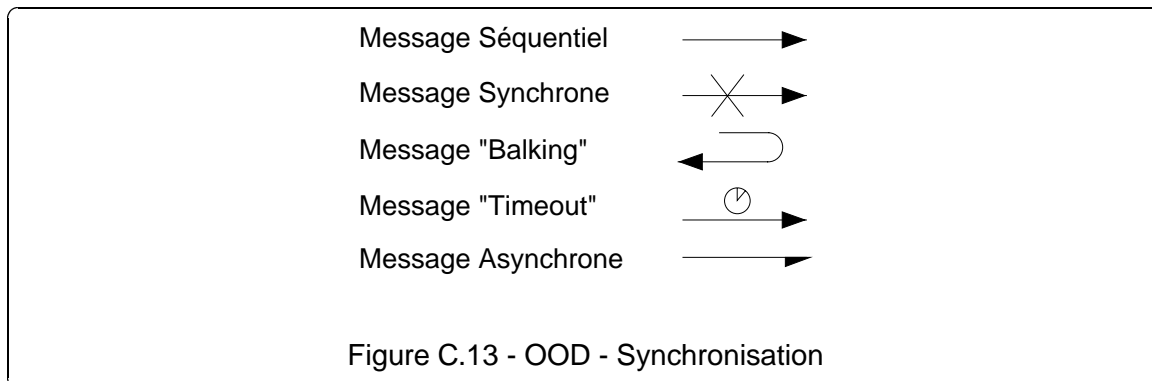 Message Séquentiel
Message Synchrone
Message "Balking"
Message "Timeout"
Message Asynchrone
Figure C.13 - OOD - Synchronisation